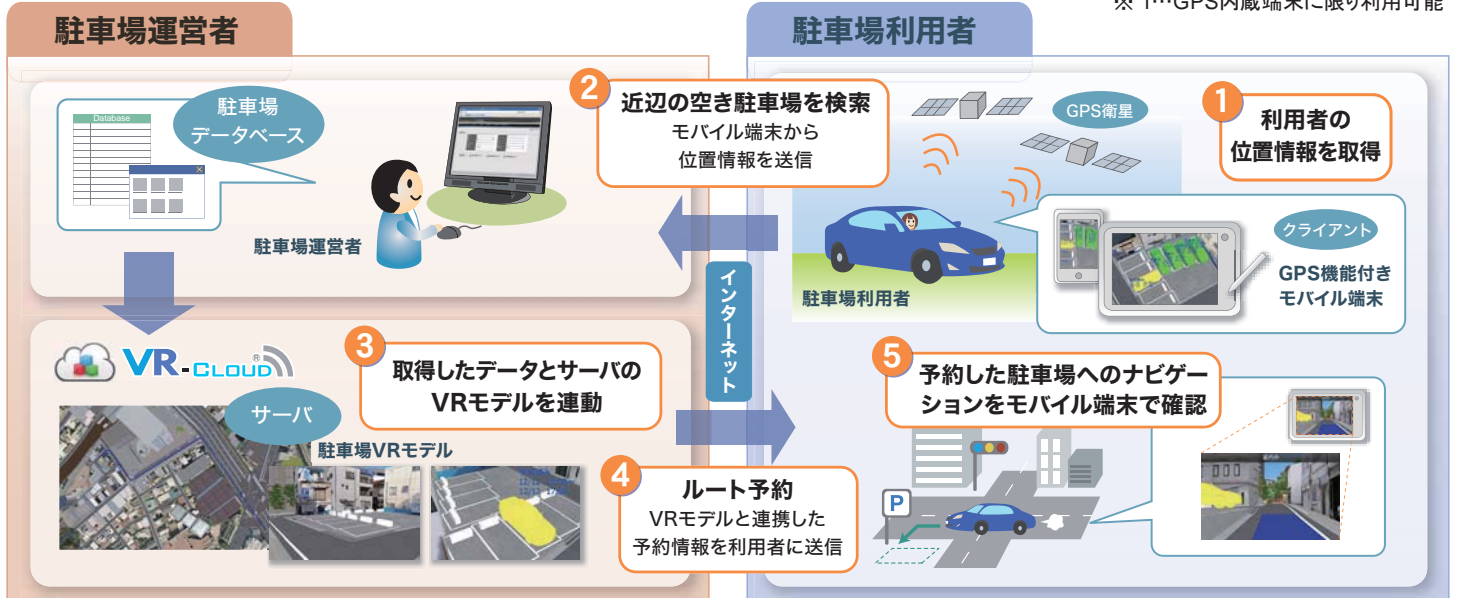 ※ 1…GPS内蔵端末に限り利用可能
駐車場運営者
駐車場利用者
Database
駐車場
データベース
駐車場運営者
2
近辺の空き駐車場を検索
モバイル端末から
位置情報を送信
GPS衛星
1
利用者の
位置情報を取得
駐車場利用者
クライアント
GPS機能付き
モバイル端末
インターネット
VR-CLOUD®
サーバ
3
取得したデータとサーバの
VRモデルを連動
駐車場VRモデル
4
ルート予約
VRモデルと連携した
予約情報を利用者に送信
5
予約した駐車場へのナビゲー
ションをモバイル端末で確認
P